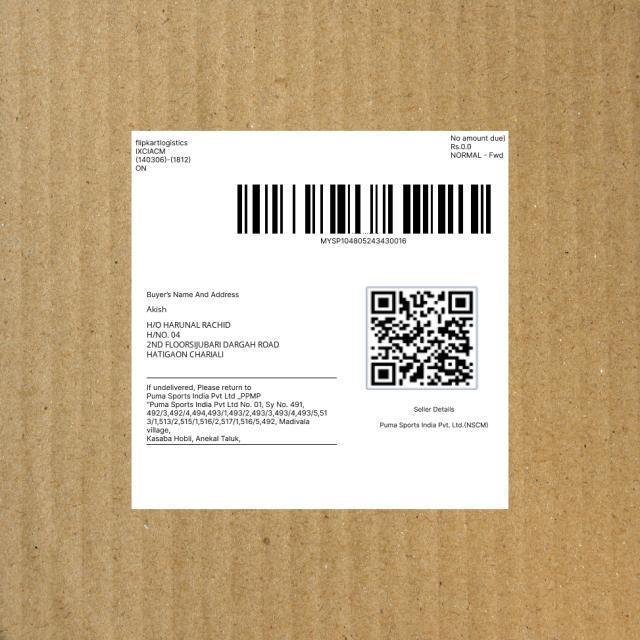 flipkartlogistics
IXCIACM
(140306)-(1812)
ON
No amount due)
Rs.0.0
NORMAL - Fwd
MYSP104805243430016
Buyer's Name And Address
Akish
H/O HARUNAL RACHID
H/NO. 04
2ND FLOORSIJUBARI DARGAH ROAD
HATIGAON CHARIALI
If undelivered, Please return to
Puma Sports India Pvt Ltd _PPMP
"Puma Sports India Pvt Ltd No. 01, Sy No. 491,
492/3,492/4,494,493/1,493/2,493/3,493/4,493/5,51
3/1,513/2,515/1,516/2,517/1,516/5,492, Madivala
village,
Kasaba Hobli, Anekal Taluk,
Seller Details
Puma Sports India Pvt. Ltd.(NSCM)